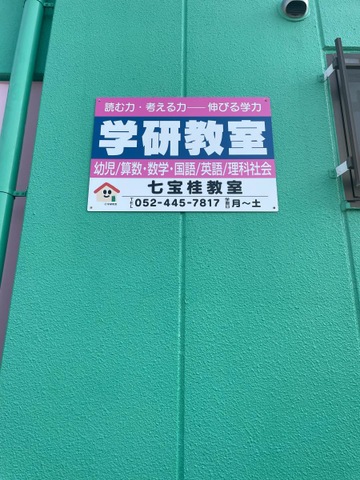 読む力・考える力── 伸びる学力
学研教室
幼児/算数・数学・国語/英語/理科社会
七宝桂教室
TEL 052-445-7817 月〜土